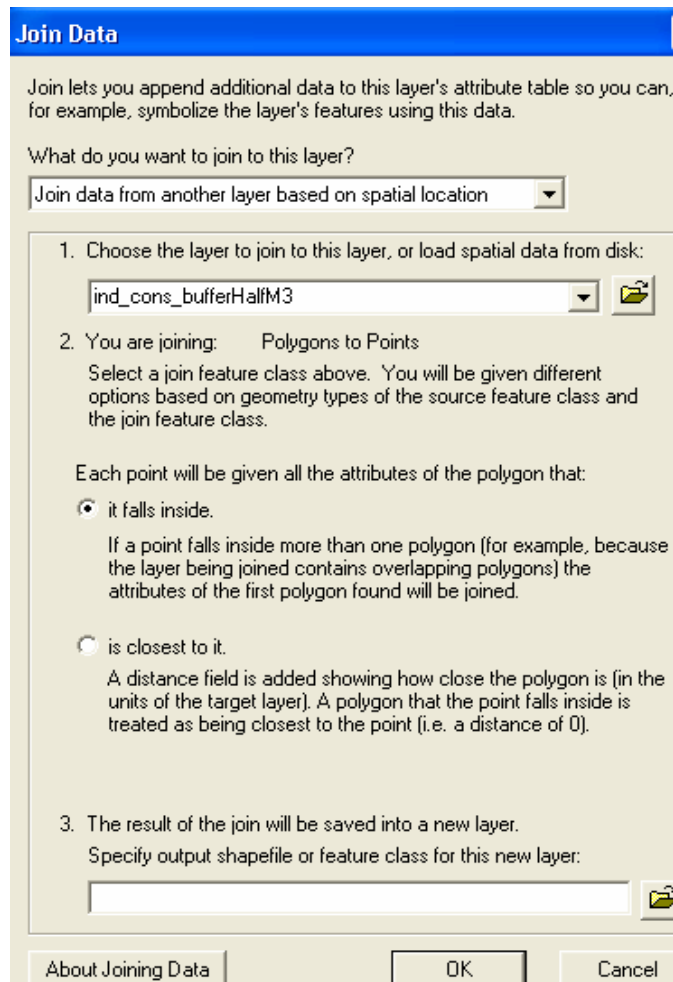 Join Data
Join lets you append additional data to this layer's attribute table so you can,
for example, symbolize the layer's features using this data.
What do you want to join to this layer?
Join data from another layer based on spatial location
1. Choose the layer to join to this layer, or load spatial data from disk:
ind_cons_bufferHalfM3
2. You are joining: Polygons to Points
Select a join feature class above. You will be given different
options based on geometry types of the source feature class and
the join feature class.
Each point will be given all the attributes of the polygon that:
it falls inside.
If a point falls inside more than one polygon (for example, because
the layer being joined contains overlapping polygons) the
attributes of the first polygon found will be joined.
is closest to it.
A distance field is added showing how close the polygon is (in the
units of the target layer). A polygon that the point falls inside is
treated as being closest to the point (i.e. a distance of 0).
3. The result of the join will be saved into a new layer.
Specify output shapefile or feature class for this new layer:
About Joining Data OK Cancel